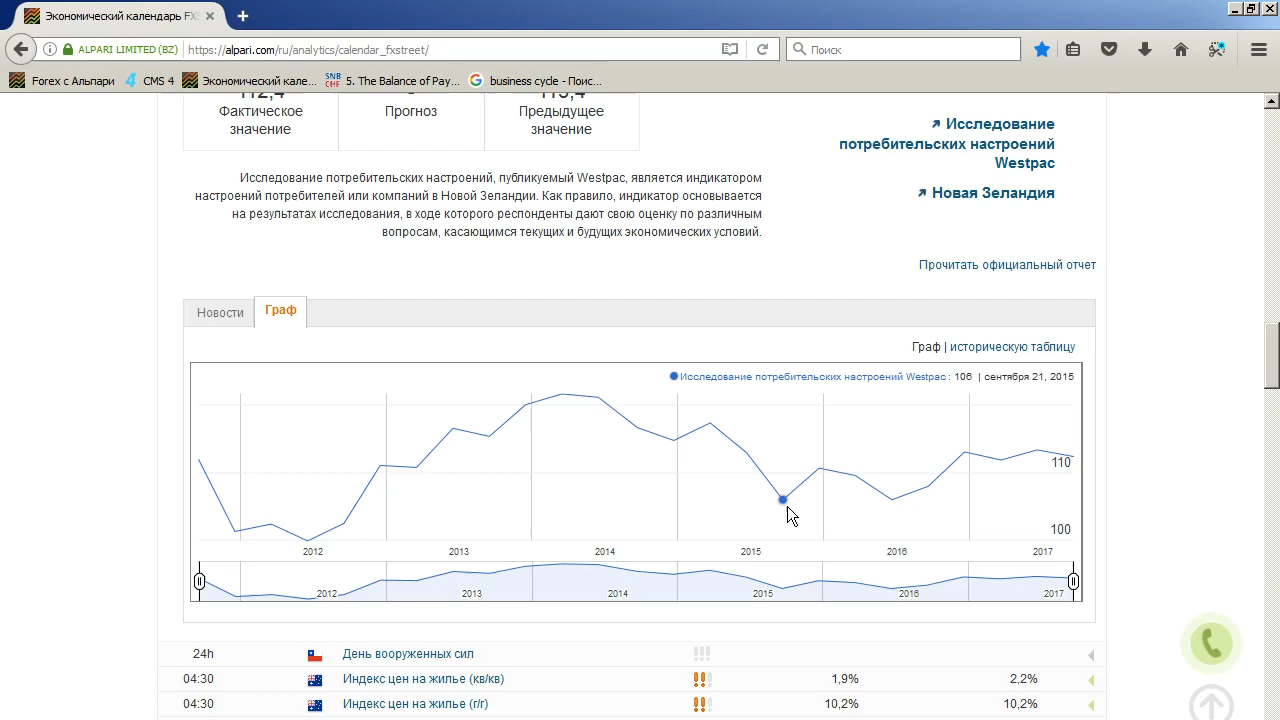 Экономический календарь FXS
ALPARI LIMITED (BZ)
https://alpari.com/ru/analytics/calendar_fxstreet/
Поиск
Forex с Альпари
CMS 4
Экономический кале...
SNB
5. The Balance of Pay...
business cycle - Поис...
112,4
-
113,4
Фактическое
значение
Прогноз
Предыдущее
значение
Исследование
потребительских настроений
Westpac
Новая Зеландия
Исследование потребительских настроений, публикуемый Westpac, является индикатором
настроений потребителей или компаний в Новой Зеландии. Как правило, индикатор основывается
на результатах исследования, в ходе которого респонденты дают свою оценку по различным
вопросам, касающимся текущих и будущих экономических условий.
Прочитать официальный отчет
Новости
Граф
Граф | историческую таблицу
Исследование потребительских настроений Westpac : 106 | сентября 21, 2015
110
100
2012 2013 2014 2015 2016 2017
2012 2013 2014 2015 2016 2017
24h День вооруженных сил
04:30 Индекс цен на жилье (кв/кв) 1,9% 2,2%
04:30 Индекс цен на жилье (г/г) 10,2% 10,2%